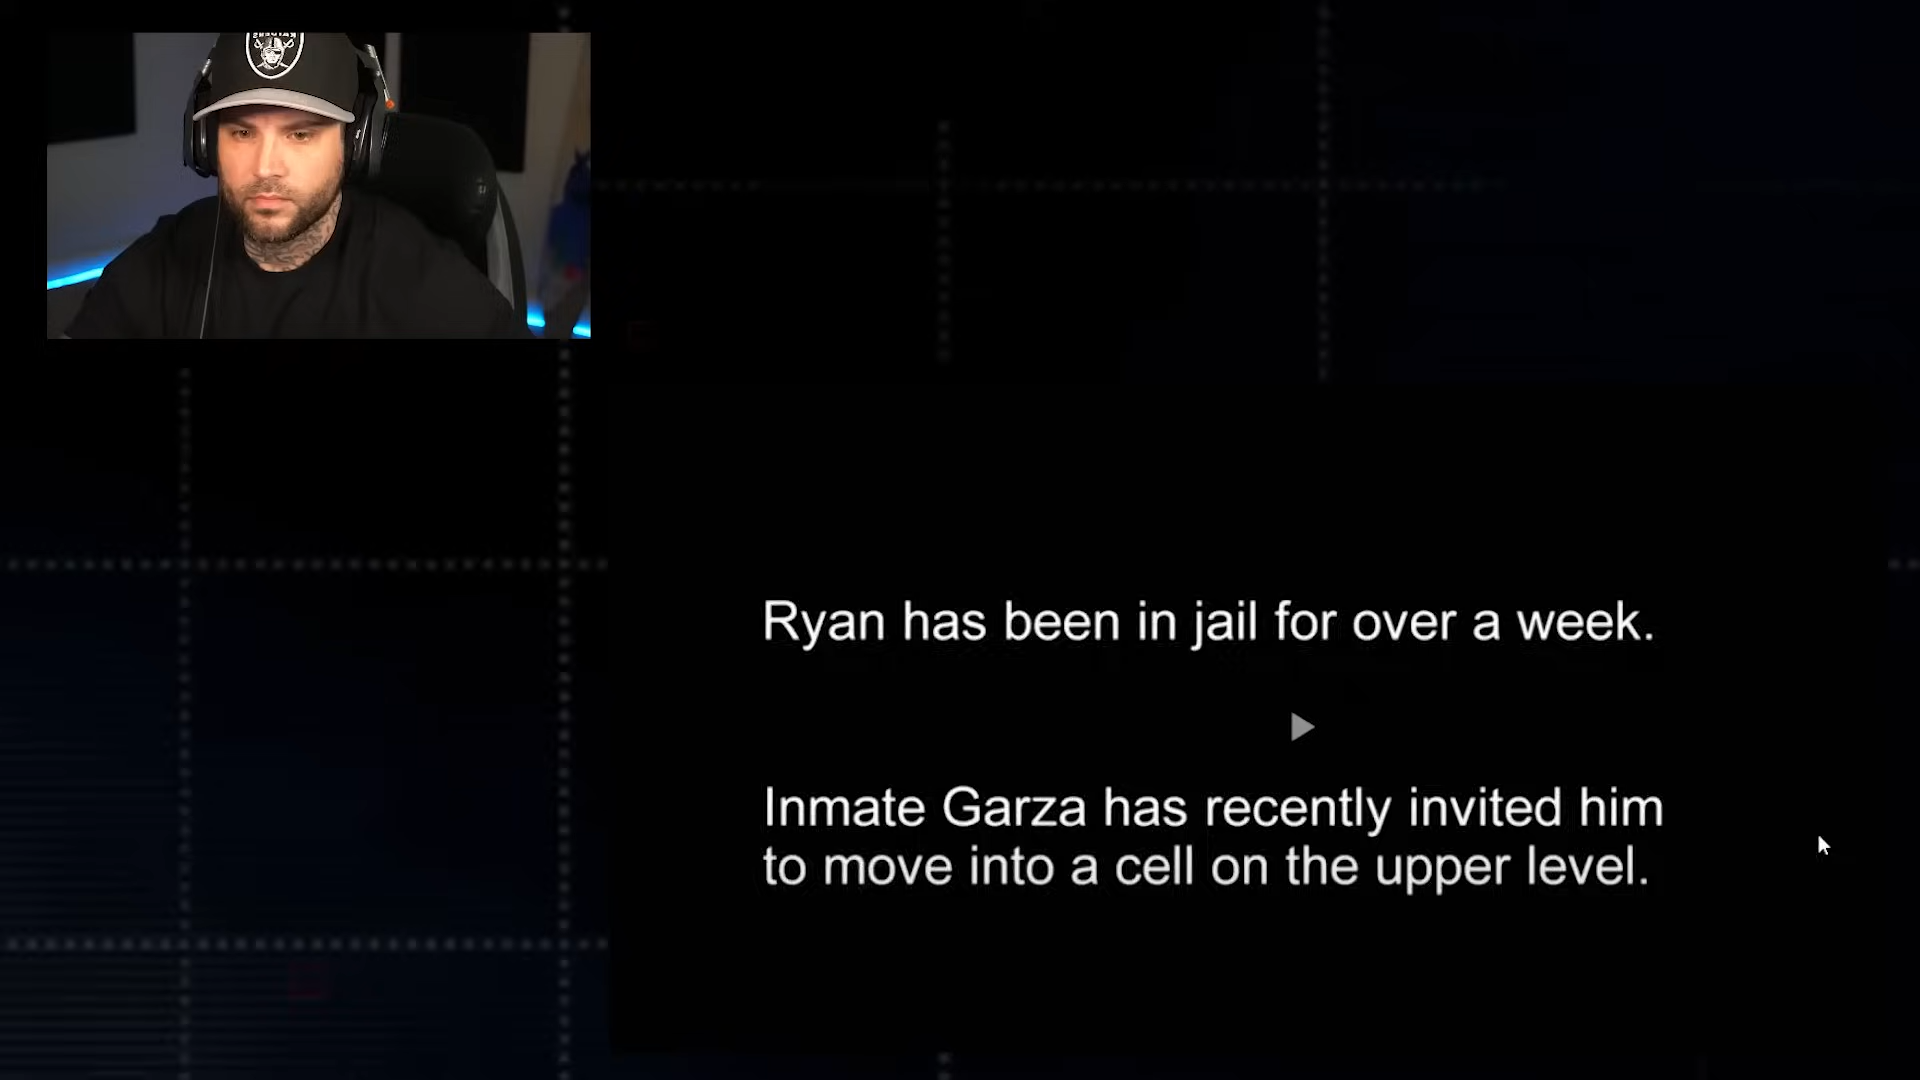 Ryan has been in jail for over a week.
Inmate Garza has recently invited him
to move into a cell on the upper level.